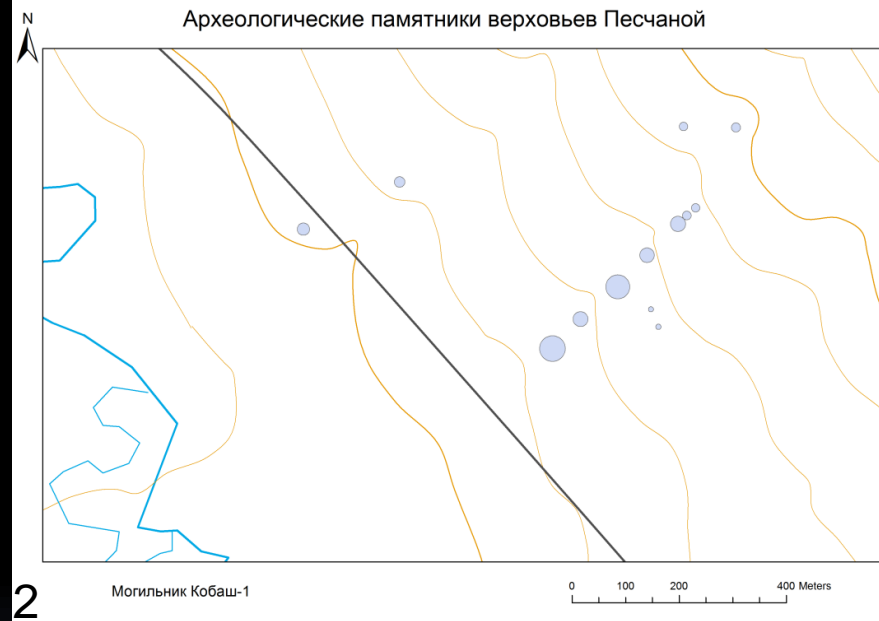 Археологические памятники верховьев Песчаной
N
2
Могильник Кобаш-1
0 100 200 400 Meters